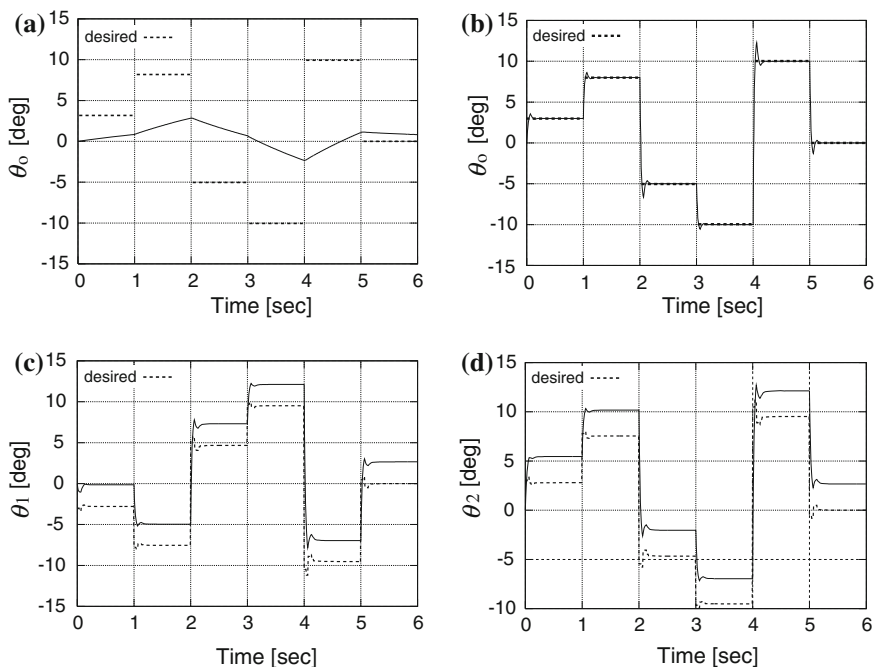 (a)
desired
15
10
5
0
-5
-10
-15
θo [deg]
0 1 2 3 4 5 6
Time [sec]
(b)
desired
15
10
5
0
-5
-10
-15
θo [deg]
0 1 2 3 4 5 6
Time [sec]
(c)
desired
15
10
5
0
-5
-10
-15
θ1 [deg]
0 1 2 3 4 5 6
Time [sec]
(d)
desired
15
10
5
0
-5
-10
θ2 [deg]
0 1 2 3 4 5 6
Time [sec]